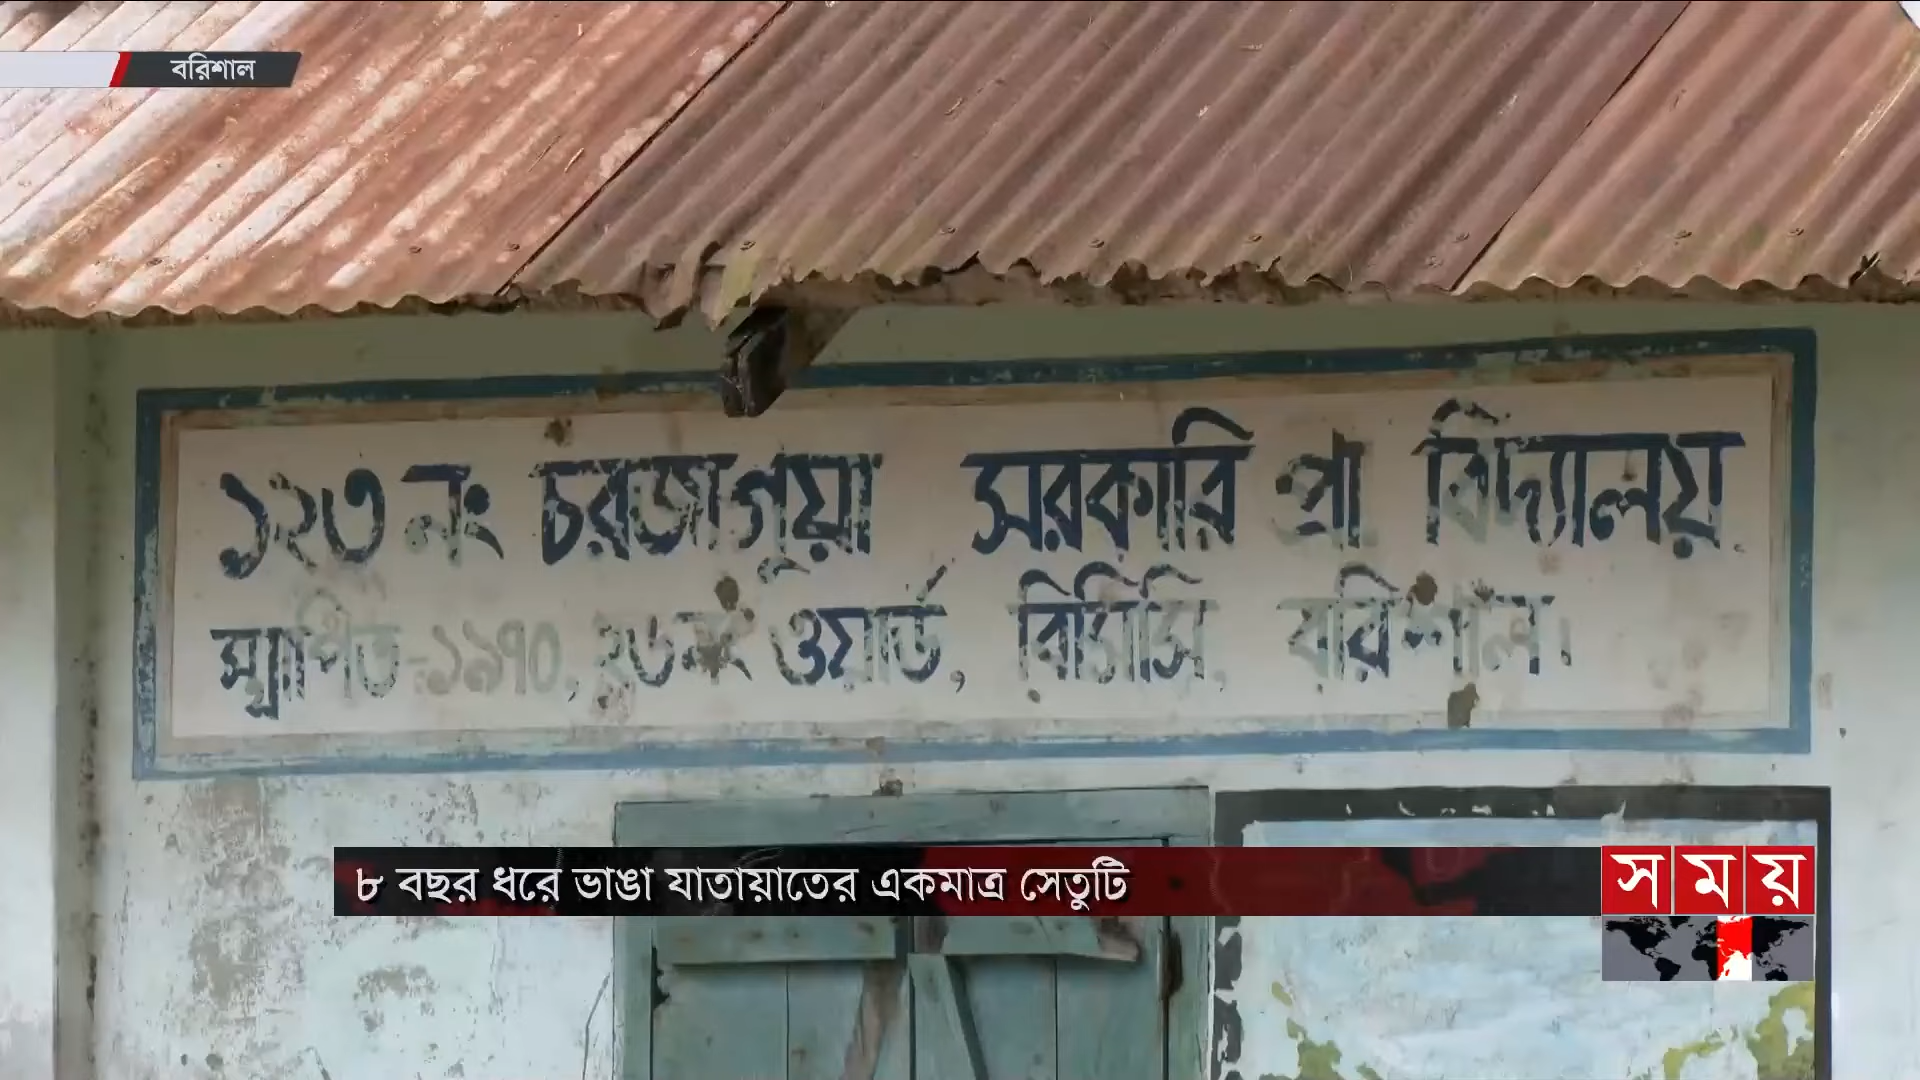 বরিশাল
১২৩ নং চরজাগুয়া সরকারি প্রা বিদ্যালয়
স্থাপিত-১৯৭০, ২৬নং ওয়ার্ড, বিসিসি, বরিশাল।
৮ বছর ধরে ভাঙা যাতায়াতের একমাত্র সেতুটি
সময়